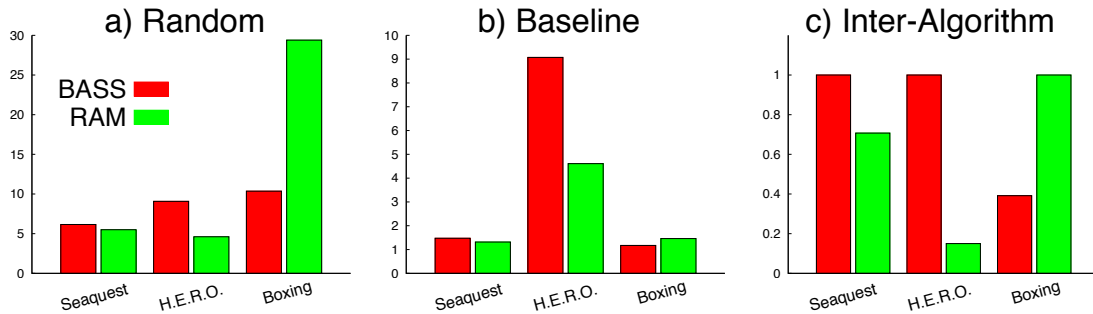 a) Random
30
25
20
15
10
5
0
BASS
RAM
Seaquest
H.E.R.O.
Boxing
b) Baseline
10
9
8
7
6
5
4
3
2
1
0
Seaquest
H.E.R.O.
Boxing
c) Inter-Algorithm
1
0.8
0.6
0.4
0.2
0
Seaquest
H.E.R.O.
Boxing